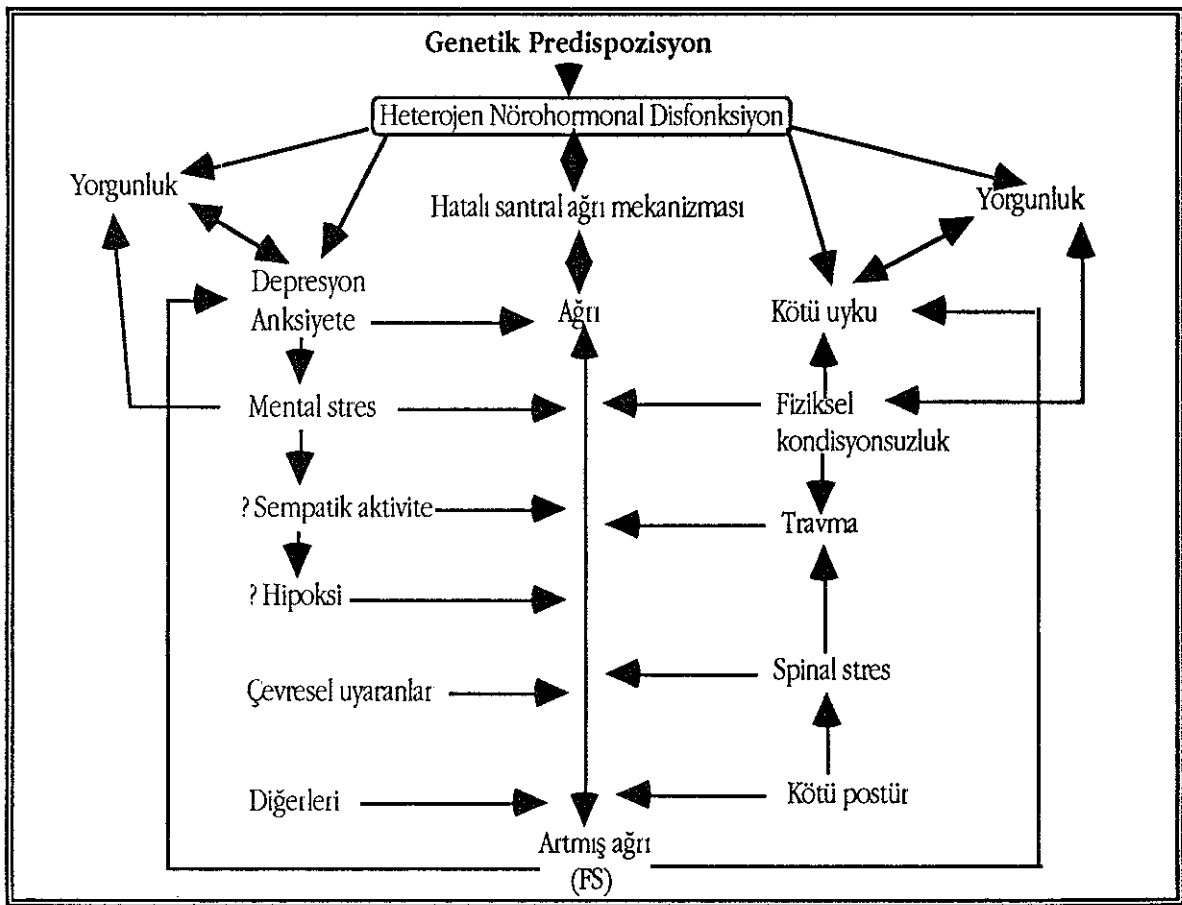 Genetik Predispozisyon
Heterojen Nörohormonal Disfonksiyon
Yorgunluk
Hatalı santral ağrı mekanizması
Yorgunluk
Depresyon
Anksiyete
Ağrı
Kötü uyku
Mental stres
Fiziksel
kondisyonsuzluk
? Sempatik aktivite
Travma
? Hipoksi
Spinal stres
Çevresel uyaranlar
Diğerleri
Kötü postür
Artmış ağrı
(FS)